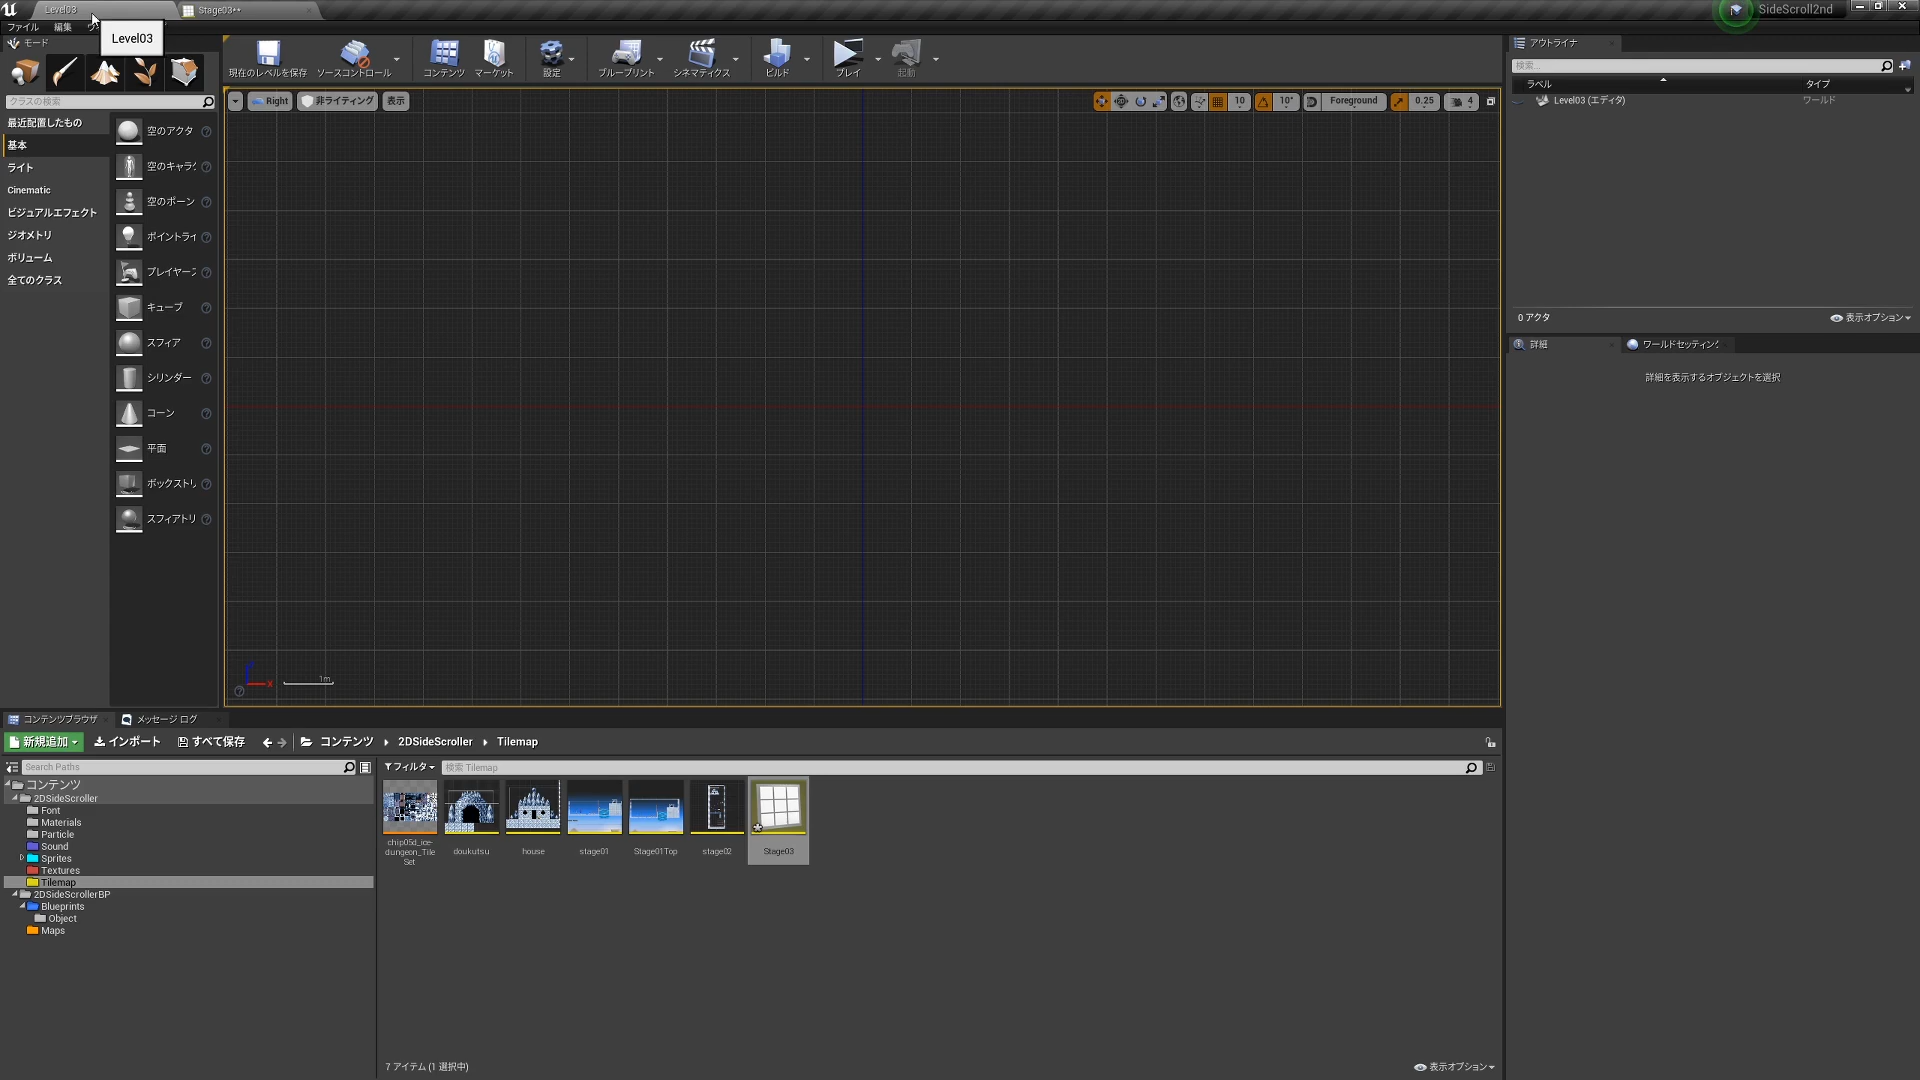 Level03
Stage03**
SideScroll2nd
ファイル
編集
Level03
モード
現在のレベルを保存
ソースコントロール
コンテンツ
マーケット
設定
ブループリント
シネマティクス
ビルド
プレイ
起動
アウトライナ
検索...
ラベル
タイプ
Level03 (エディタ)
ワールド
クラスの検索
Right
非ライティング
表示
10
10°
Foreground
0.25
4
最近配置したもの
基本
ライト
Cinematic
ビジュアルエフェクト
ジオメトリ
ボリューム
全てのクラス
空のアクタ
空のキャラク
空のポーン
ポイントライ
プレイヤース
キューブ
スフィア
シリンダー
コーン
平面
ボックストリ
スフィアトリ
X
1m
0 アクタ
表示オプション
詳細
ワールドセッティング
詳細を表示するオブジェクトを選択
コンテンツブラウザ
メッセージ ログ
新規追加
インポート
すべて保存
コンテンツ
2DSideScroller
Tilemap
Search Paths
フィルタ
検索 Tilemap
コンテンツ
2DSideScroller
Font
Materials
Particle
Sound
Sprites
Textures
Tilemap
2DSideScrollerBP
Blueprints
Object
Maps
chip05d_ice-
dungeon_Tile
Set
doukutsu
house
stage01
Stage01Top
stage02
Stage03
7 アイテム (1 選択中)
表示オプション